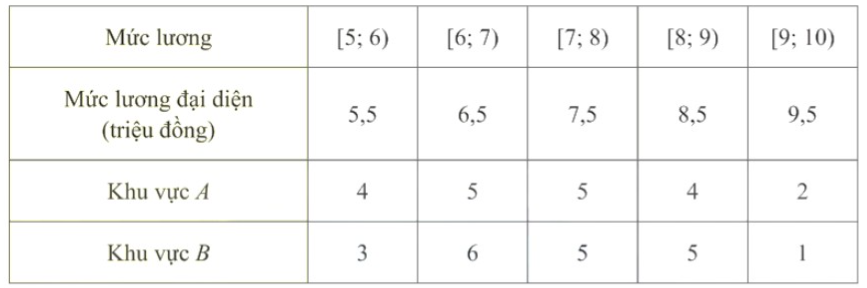 Mức lương [5; 6) [6; 7) [7; 8) [8; 9) [9; 10)
Mức lương đại diện
(triệu đồng) 5,5 6,5 7,5 8,5 9,5
Khu vực A 4 5 5 4 2
Khu vực B 3 6 5 5 1